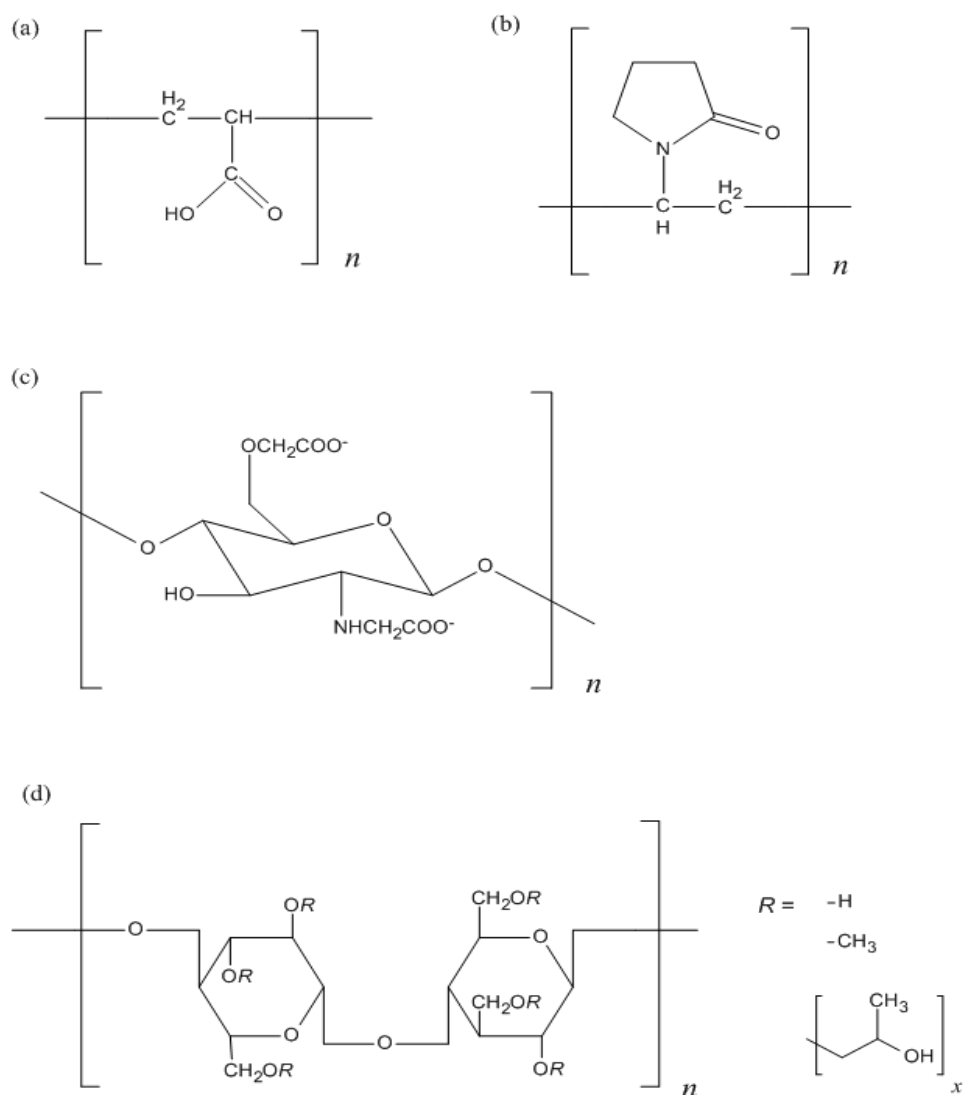 (a)
H2
C
CH
C
HO
O
n
(b)
N
O
C
H
H2
C
n
(c)
OCH2COO-
O
O
O
HO
NHCH2COO-
n
(d)
O
OR
OR
O
CH2OR
O
CH2OR
O
CH2OR
OR
n
R = -H
-CH3
CH3
OH
x